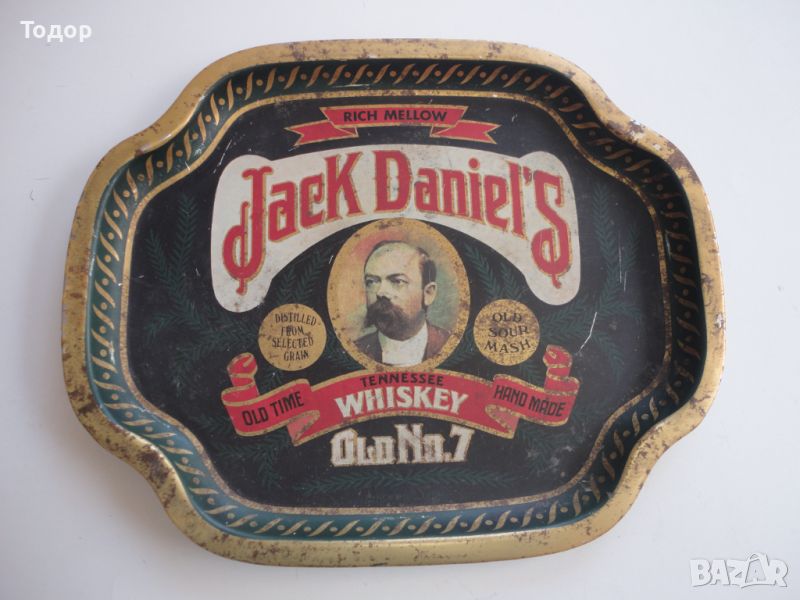 Тодор
RICH MELLOW
Jack Daniel's
DISTILLED
FROM
SELECTED
GRAIN
OLD
SOUR
MASH
TENNESSEE
OLD TIME
WHISKEY
HAND MADE
OLD No.7
BAZAR